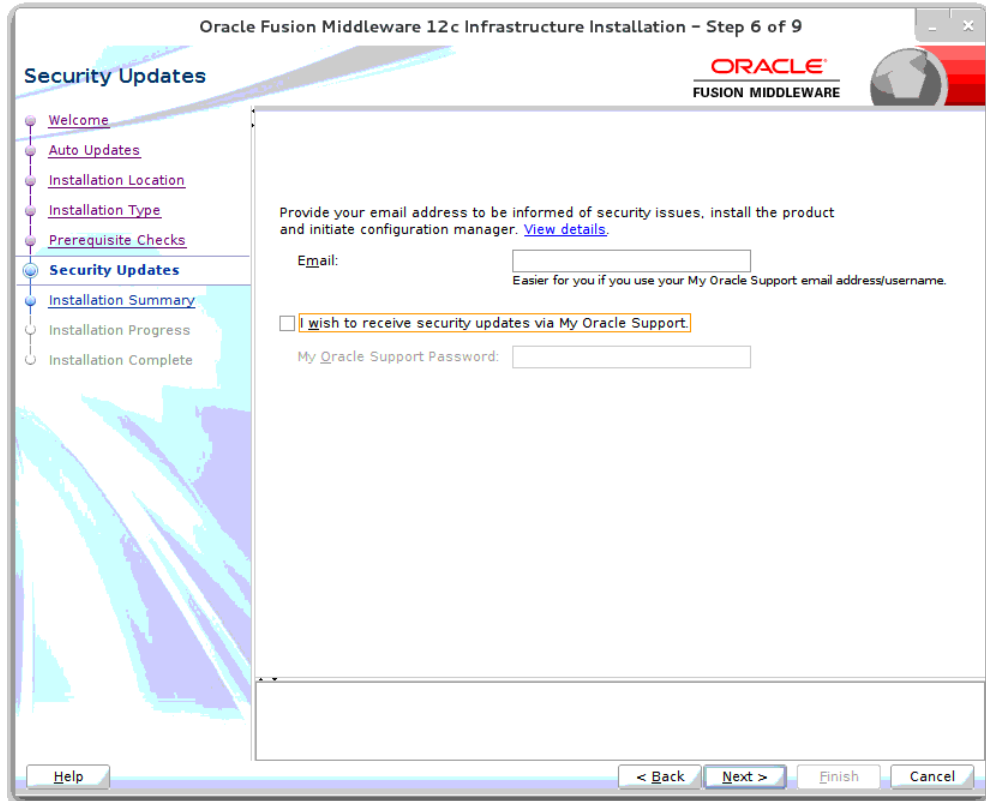 Oracle Fusion Middleware 12c Infrastructure Installation – Step 6 of 9
Security Updates
ORACLE
FUSION MIDDLEWARE
Welcome
Auto Updates
Installation Location
Installation Type
Prerequisite Checks
Security Updates
Installation Summary
Installation Progress
Installation Complete
Provide your email address to be informed of security issues, install the product
and initiate configuration manager. View details.
Email:
Easier for you if you use your My Oracle Support email address/username.
I wish to receive security updates via My Oracle Support.
My Oracle Support Password:
Help
< Back
Next >
Finish
Cancel